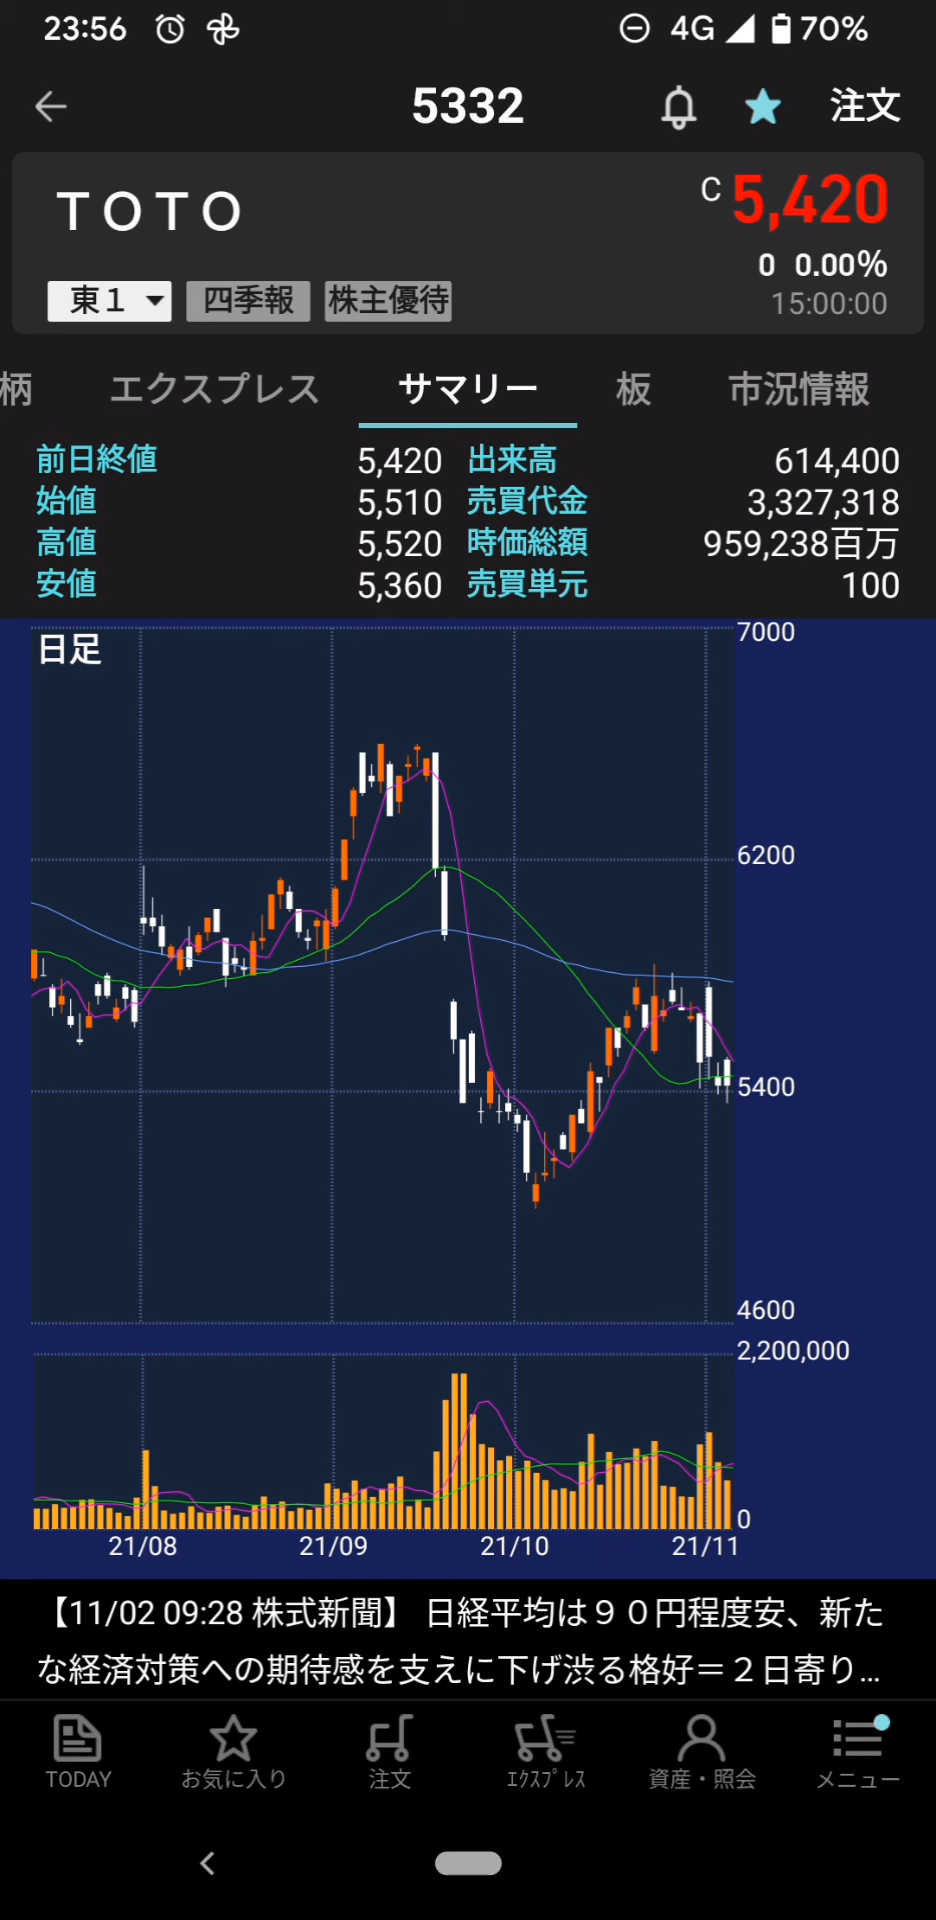 23:56 4G 70%
5332 注文
ＴＯＴＯ C 5,420
0 0.00%
東１ 四季報 株主優待 15:00:00
柄 エクスプレス サマリー 板 市況情報
前日終値 5,420 出来高 614,400
始値 5,510 売買代金 3,327,318
高値 5,520 時価総額 959,238百万
安値 5,360 売買単元 100
日足
7000
6200
5400
4600
2,200,000
0
21/08 21/09 21/10 21/11
【11/02 09:28 株式新聞】 日経平均は９０円程度安、新た
な経済対策への期待感を支えに下げ渋る格好＝２日寄り...
TODAY お気に入り 注文 ｴｸｽﾌﾟﾚｽ 資産・照会 メニュー